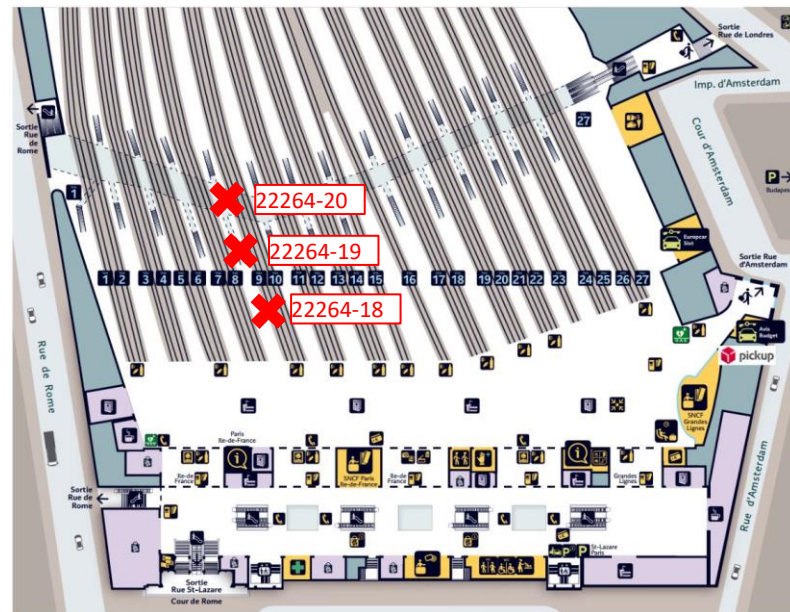 Sortie
Rue de Londres
Imp. d'Amsterdam
Cour d'Amsterdam
27
Sortie
Rue
de
Rome
P
Budapest
1
22264-20
Europcar
Sixt
22264-19
Sortie Rue
d'Amsterdam
1 2 3 4 5 6 7 8 9 10 11 12 13 14 15 16 17 18 19 20 21 22 23 24 25 26 27
22264-18
Avis
Budget
pickup
Rue de Rome
SNCF
Grandes
Lignes
Paris
Ile-de-France
Ile-de-
France
SNCF Paris
Ile-de-France
Ile-de-
France
Grandes
Lignes
Sortie
Rue de
Rome
Rue d'Amsterdam
P P
St-Lazare
Paris
Sortie
Rue St-Lazare
Cour de Rome